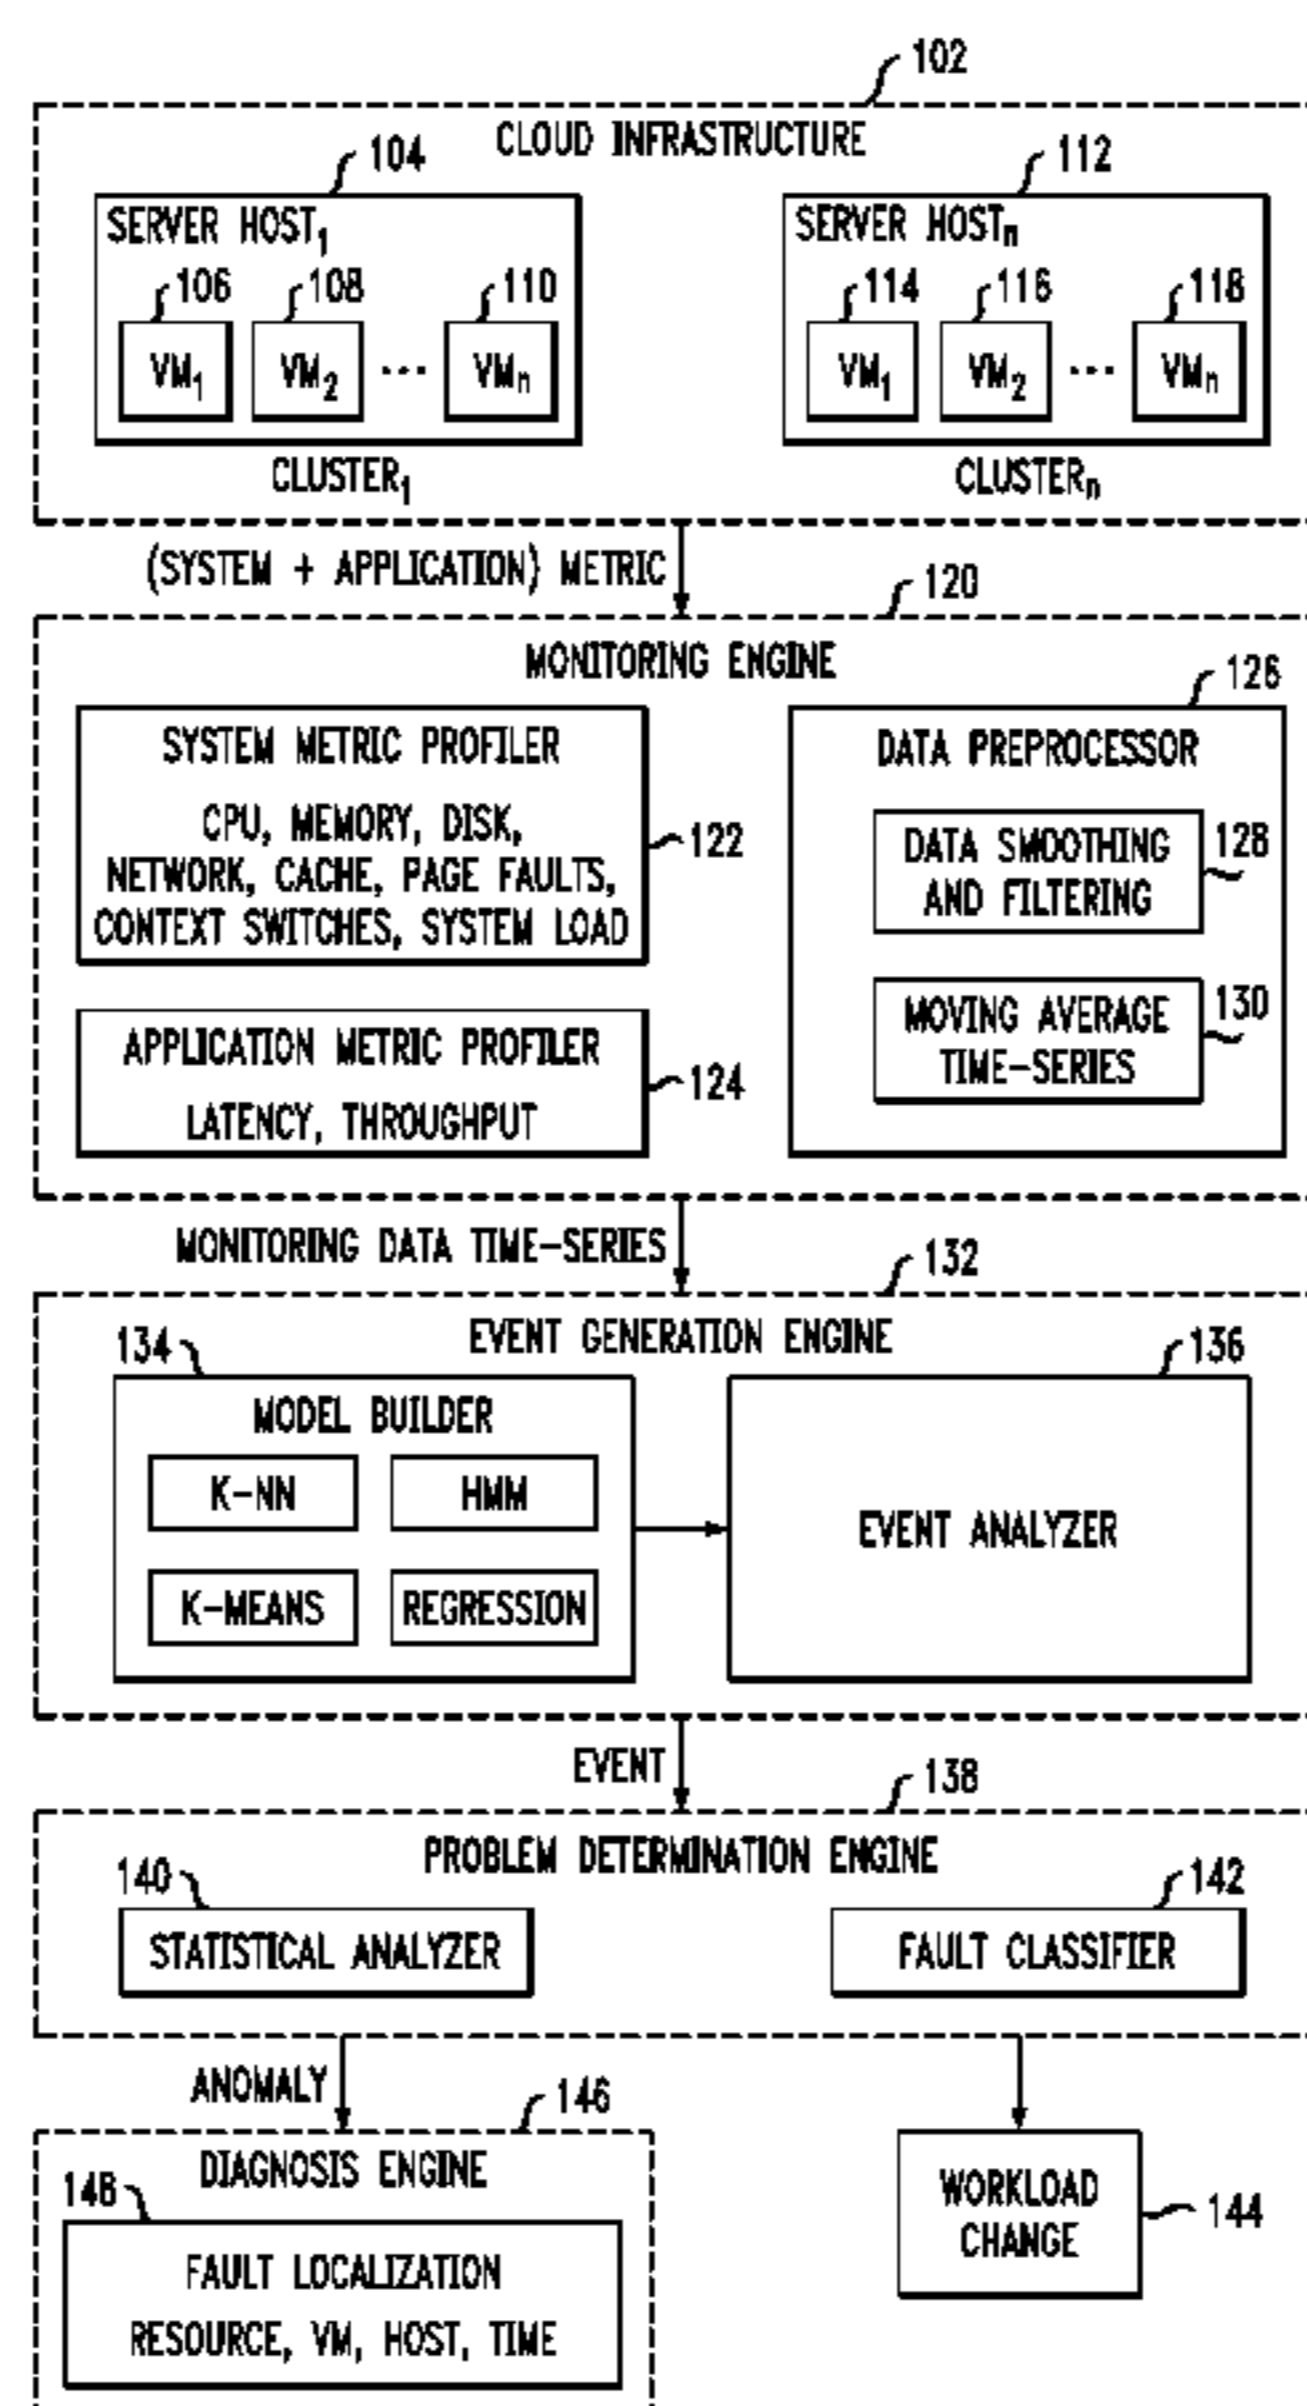 102
CLOUD INFRASTRUCTURE
104
112
SERVER HOST1
SERVER HOSTn
106
108
110
114
116
118
VM1
VM2
...
VMn
VM1
VM2
...
VMn
CLUSTER1
CLUSTERn
(SYSTEM + APPLICATION) METRIC
120
MONITORING ENGINE
126
SYSTEM METRIC PROFILER
CPU, MEMORY, DISK,
NETWORK, CACHE, PAGE FAULTS,
CONTEXT SWITCHES, SYSTEM LOAD
122
DATA PREPROCESSOR
DATA SMOOTHING
AND FILTERING
128
MOVING AVERAGE
TIME-SERIES
130
APPLICATION METRIC PROFILER
LATENCY, THROUGHPUT
124
MONITORING DATA TIME-SERIES
132
EVENT GENERATION ENGINE
134
136
MODEL BUILDER
K-NN
HMM
K-MEANS
REGRESSION
EVENT ANALYZER
EVENT
138
PROBLEM DETERMINATION ENGINE
140
142
STATISTICAL ANALYZER
FAULT CLASSIFIER
ANOMALY
146
DIAGNOSIS ENGINE
148
FAULT LOCALIZATION
RESOURCE, VM, HOST, TIME
WORKLOAD
CHANGE
144